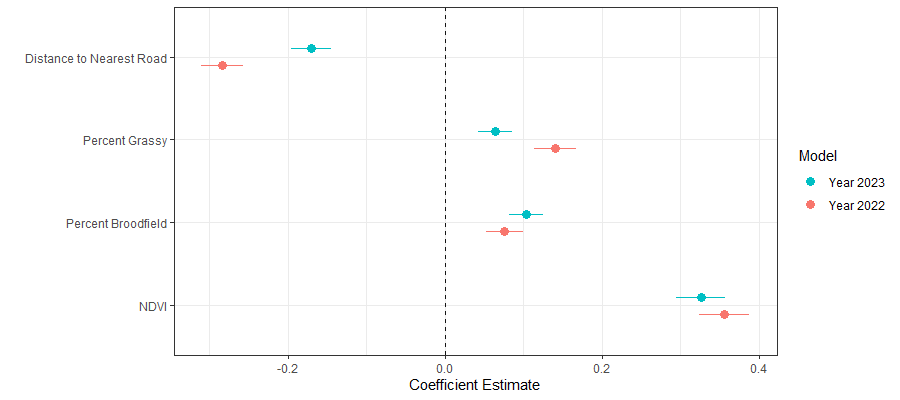 Distance to Nearest Road
Percent Grassy
Percent Broodfield
NDVI
-0.2
0.0
0.2
0.4
Coefficient Estimate
Model
Year 2023
Year 2022